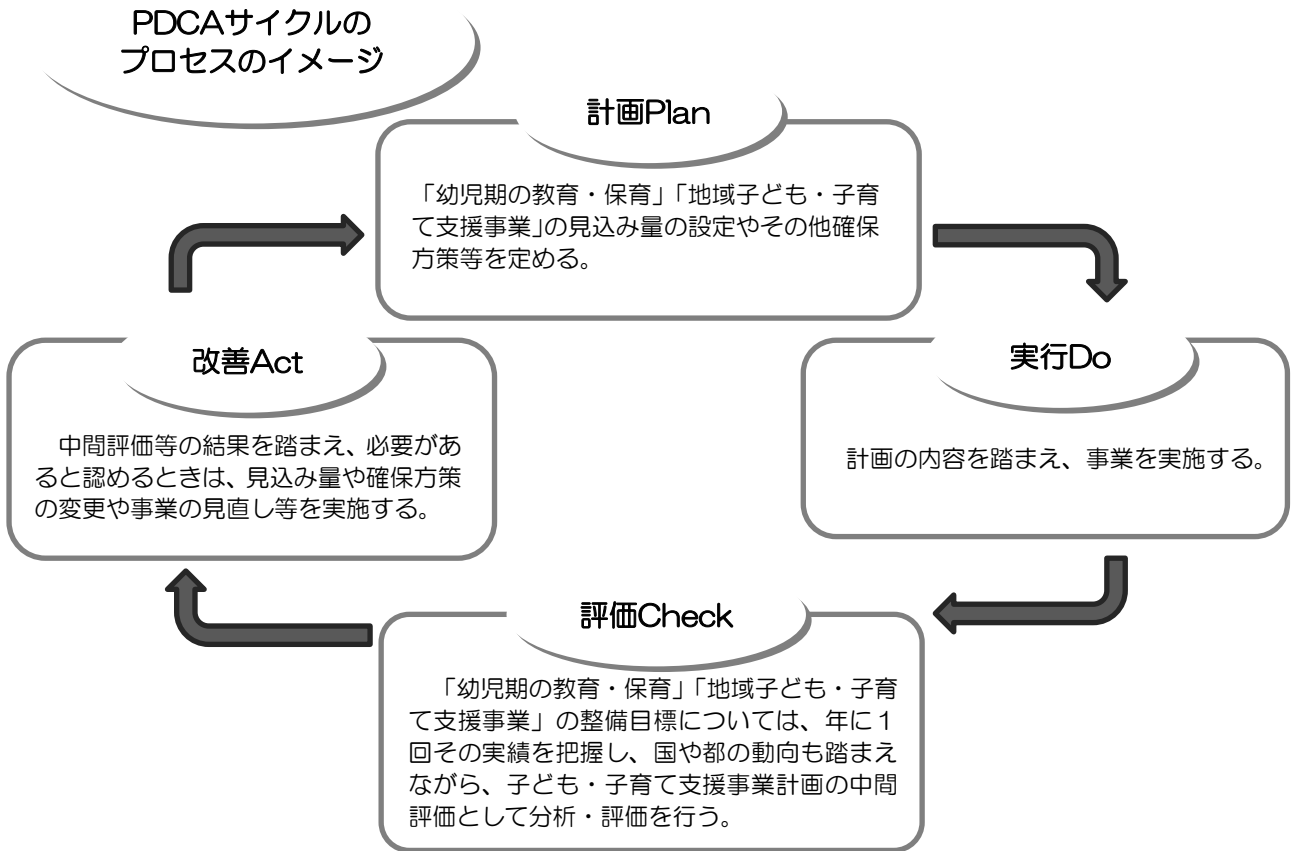 PDCAサイクルの
プロセスのイメージ
計画Plan
「幼児期の教育・保育」「地域子ども・子育
て支援事業」の見込み量の設定やその他確保
方策等を定める。
実行Do
計画の内容を踏まえ、事業を実施する。
評価Check
「幼児期の教育・保育」「地域子ども・子育
て支援事業」の整備目標については、年に１
回その実績を把握し、国や都の動向も踏まえ
ながら、子ども・子育て支援事業計画の中間
評価として分析・評価を行う。
改善Act
中間評価等の結果を踏まえ、必要があ
ると認めるときは、見込み量や確保方策
の変更や事業の見直し等を実施する。